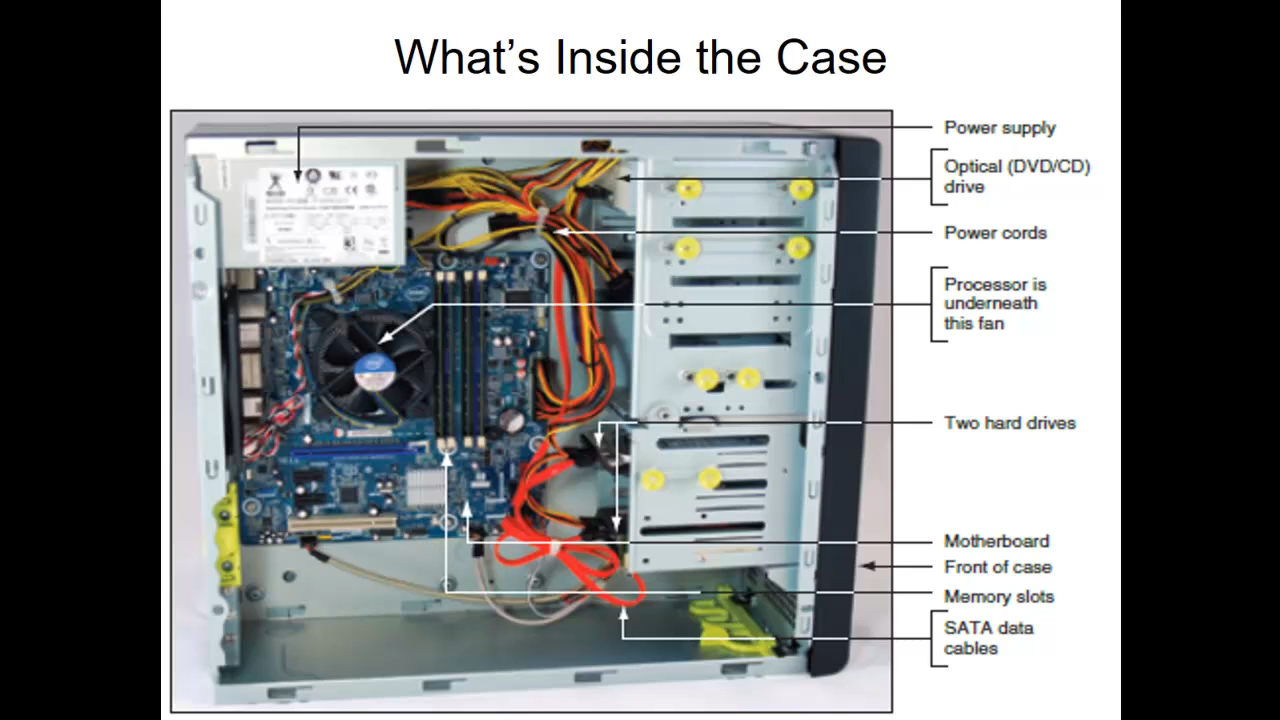 What's Inside the Case
Power supply
Optical (DVD/CD)
drive
Power cords
Processor is
underneath
this fan
Two hard drives
Motherboard
Front of case
Memory slots
SATA data
cables